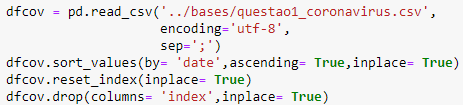 dfcov = pd.read_csv('../bases/questao1_coronavirus.csv',
                    encoding='utf-8',
                    sep=';')
dfcov.sort_values(by= 'date',ascending= True,inplace= True)
dfcov.reset_index(inplace= True)
dfcov.drop(columns= 'index',inplace= True)